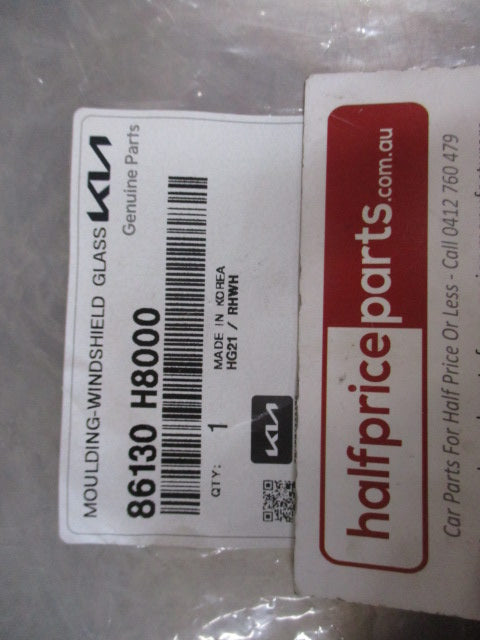 KIA
Genuine Parts
MOULDING-WINDSHIELD GLASS
86130 H8000
QTY: 1
MADE IN KOREA
HG21 / RHWH
KIA
halfpriceparts.com.au
Car Parts For Half Price Or Less - Call 0412 760 479